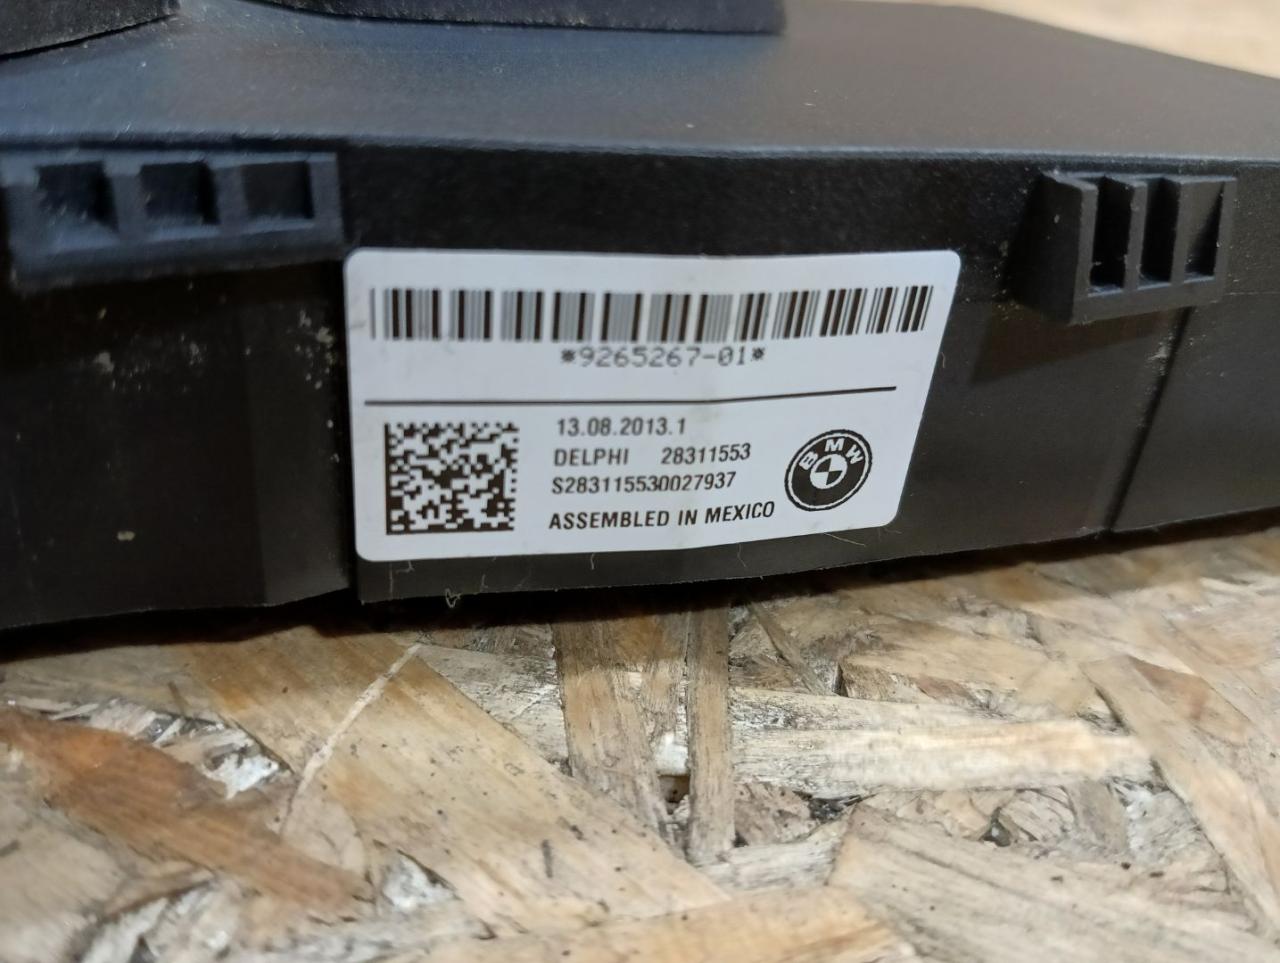 *9265267-01*
13.08.2013.1
DELPHI 28311553
S283115530027937
ASSEMBLED IN MEXICO
BMW